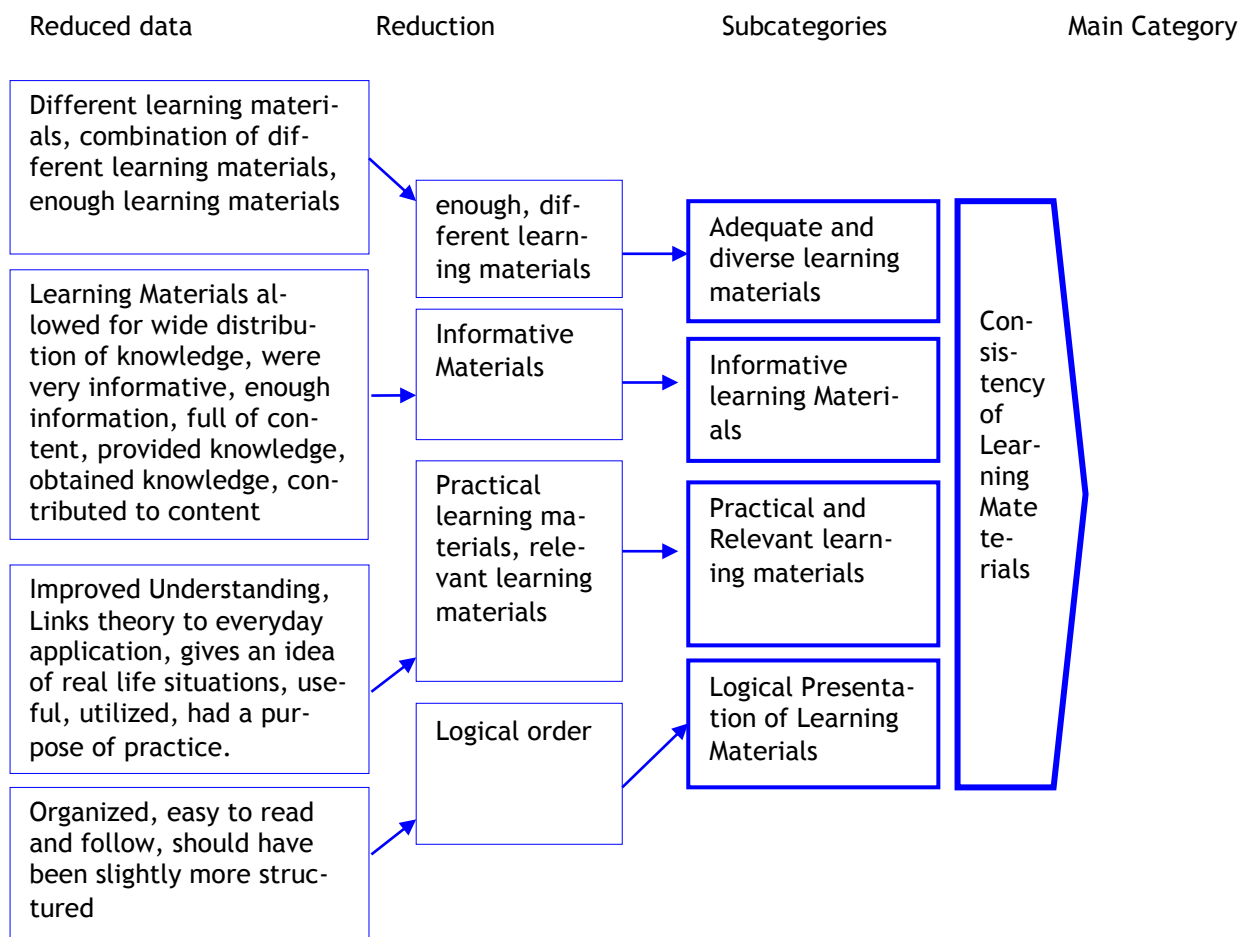 Reduced data
Reduction
Subcategories
Main Category
Different learning materi-
als, combination of dif-
ferent learning materials,
enough learning materials
Learning Materials al-
lowed for wide distribu-
tion of knowledge, were
very informative, enough
information, full of con-
tent, provided knowledge,
obtained knowledge, con-
tributed to content
Improved Understanding,
Links theory to everyday
application, gives an idea
of real life situations, use-
ful, utilized, had a pur-
pose of practice.
Organized, easy to read
and follow, should have
been slightly more struc-
tured
enough, dif-
ferent learn-
ing materials
Informative
Materials
Practical
learning ma-
terials, rele-
vant learning
materials
Logical order
Adequate and
diverse learning
materials
Informative
learning Materi-
als
Practical and
Relevant learn-
ing materials
Logical Presenta-
tion of Learning
Materials
Con-
sis-
tency
of
Lear-
ning
Mate
te-
rials